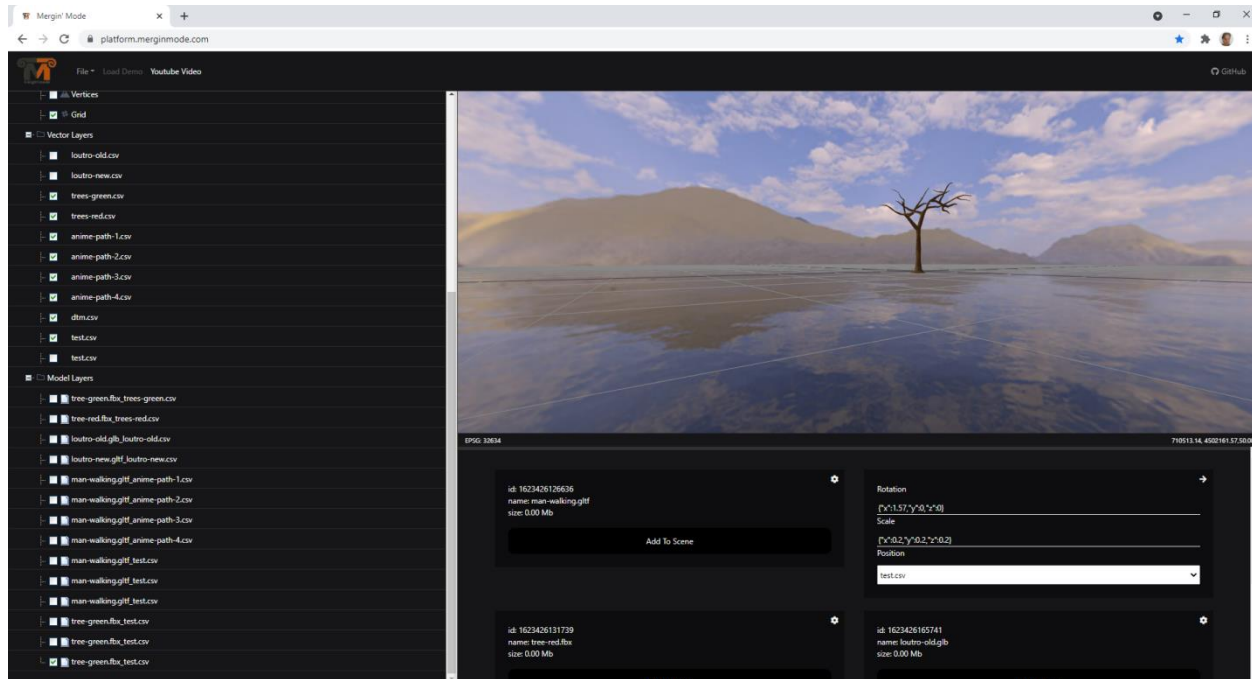 Mergin' Mode
platform.merginmode.com
File Load Demo Youtube Video
GitHub
Vertices
Grid
Vector Layers
loutro-old.csv
loutro-new.csv
trees-green.csv
trees-red.csv
anime-path-1.csv
anime-path-2.csv
anime-path-3.csv
anime-path-4.csv
dtm.csv
test.csv
test.csv
Model Layers
tree-green.fbx_trees-green.csv
tree-red.fbx_trees-red.csv
loutro-old.glb_loutro-old.csv
loutro-new.gltf_loutro-new.csv
man-walking.gltf_anime-path-1.csv
man-walking.gltf_anime-path-2.csv
man-walking.gltf_anime-path-3.csv
man-walking.gltf_anime-path-4.csv
man-walking.gltf_test.csv
man-walking.gltf_test.csv
man-walking.gltf_test.csv
tree-green.fbx_test.csv
tree-green.fbx_test.csv
tree-green.fbx_test.csv
EPSG: 32634
710513.14, 4502161.57,50.00
id: 1623426126636
name: man-walking.gltf
size: 0.00 Mb
Add To Scene
Rotation
{"x":1.57,"y":0,"z":0}
Scale
{"x":0.2,"y":0.2,"z":0.2}
Position
test.csv
id: 1623426131739
name: tree-red.fbx
size: 0.00 Mb
id: 1623426165741
name: loutro-old.glb
size: 0.00 Mb